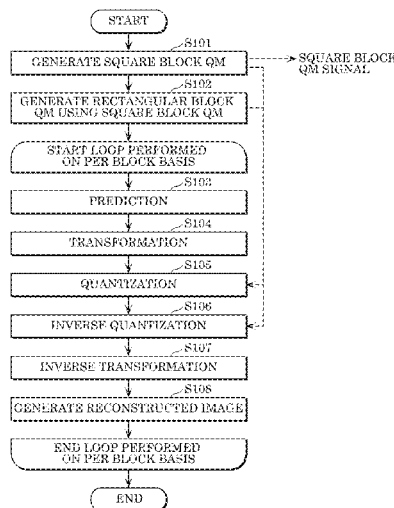 START
S101
GENERATE SQUARE BLOCK QM
SQUARE BLOCK
QM SIGNAL
S102
GENERATE RECTANGULAR BLOCK
QM USING SQUARE BLOCK QM
START LOOP PERFORMED
ON PER BLOCK BASIS
S103
PREDICTION
S104
TRANSFORMATION
S105
QUANTIZATION
S106
INVERSE QUANTIZATION
S107
INVERSE TRANSFORMATION
S108
GENERATE RECONSTRUCTED IMAGE
END LOOP PERFORMED
ON PER BLOCK BASIS
END